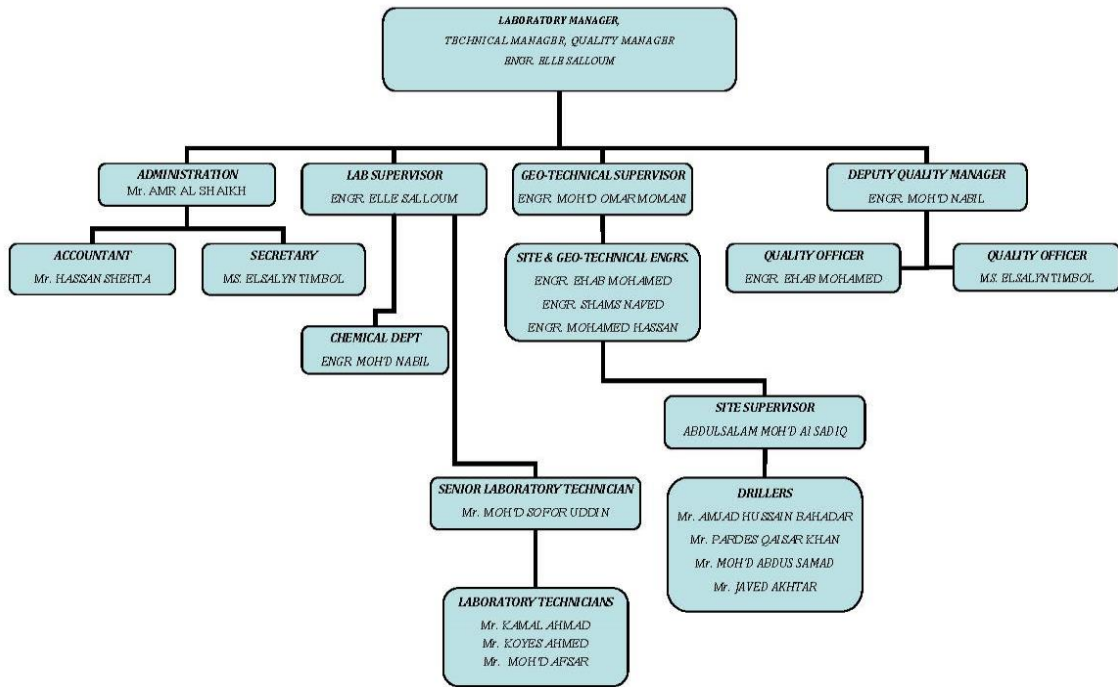 LABORATORY MANAGER,
TECHNICAL MANAGER, QUALITY MANAGER
ENGR. ELLE SALLOUM
ADMINISTRATION
Mr. AMR AL SHAIKH
LAB SUPERVISOR
ENGR. ELLE SALLOUM
GEO-TECHNICAL SUPERVISOR
ENGR. MOH'D OMAR MOMANI
DEPUTY QUALITY MANAGER
ENGR. MOH'D NABIL
ACCOUNTANT
Mr. HASSAN SHEHTA
SECRETARY
MS. ELSALYN TIMBOL
SITE & GEO-TECHNICAL ENGRS.
ENGR. EHAB MOHAMED
ENGR. SHAMS NAVED
ENGR. MOHAMED HASSAN
QUALITY OFFICER
ENGR. EHAB MOHAMED
QUALITY OFFICER
MS. ELSALYN TIMBOL
CHEMICAL DEPT
ENGR. MOH'D NABIL
SITE SUPERVISOR
ABDULSALAM MOH'D Al SADIQ
SENIOR LABORATORY TECHNICIAN
Mr. MOH'D SOFOR UDDIN
DRILLERS
Mr. AMJAD HUSSAIN BAHADAR
Mr. PARDES QAISAR KHAN
Mr. MOH'D ABDUS SAMAD
Mr. JAVED AKHTAR
LABORATORY TECHNICIANS
Mr. KAMAL AHMAD
Mr. KOYES AHMED
Mr. MOH'D AFSAR